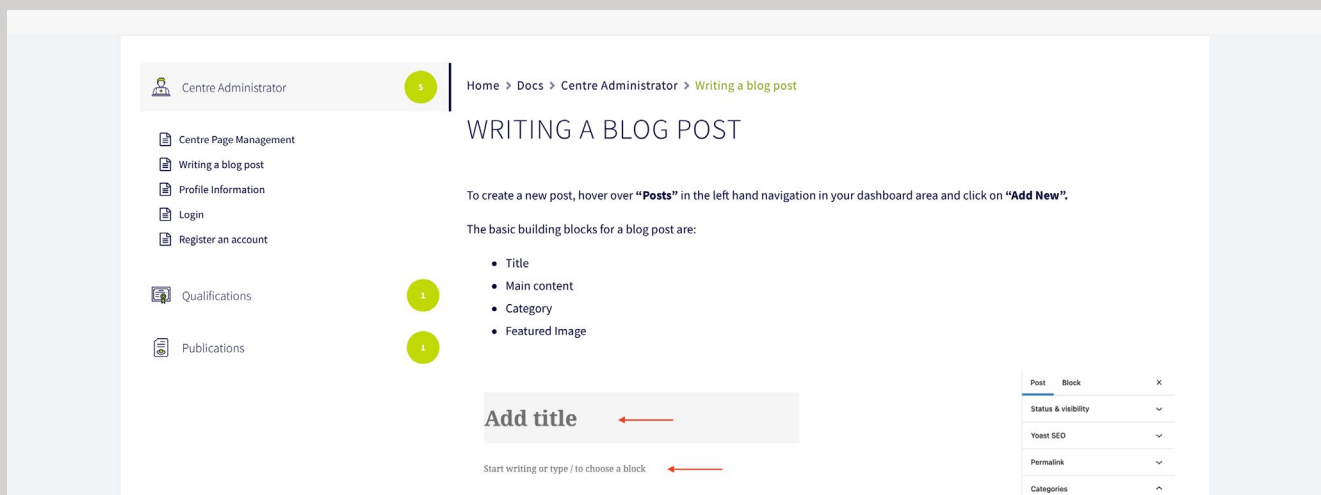 Centre Administrator
5
Centre Page Management
Writing a blog post
Profile Information
Login
Register an account
Qualifications
1
Publications
1
Home > Docs > Centre Administrator > Writing a blog post
WRITING A BLOG POST
To create a new post, hover over “Posts” in the left hand navigation in your dashboard area and click on “Add New”.
The basic building blocks for a blog post are:
• Title
• Main content
• Category
• Featured Image
Add title
Start writing or type / to choose a block
Post Block ×
Status & visibility
Yoast SEO
Permalink
Categories